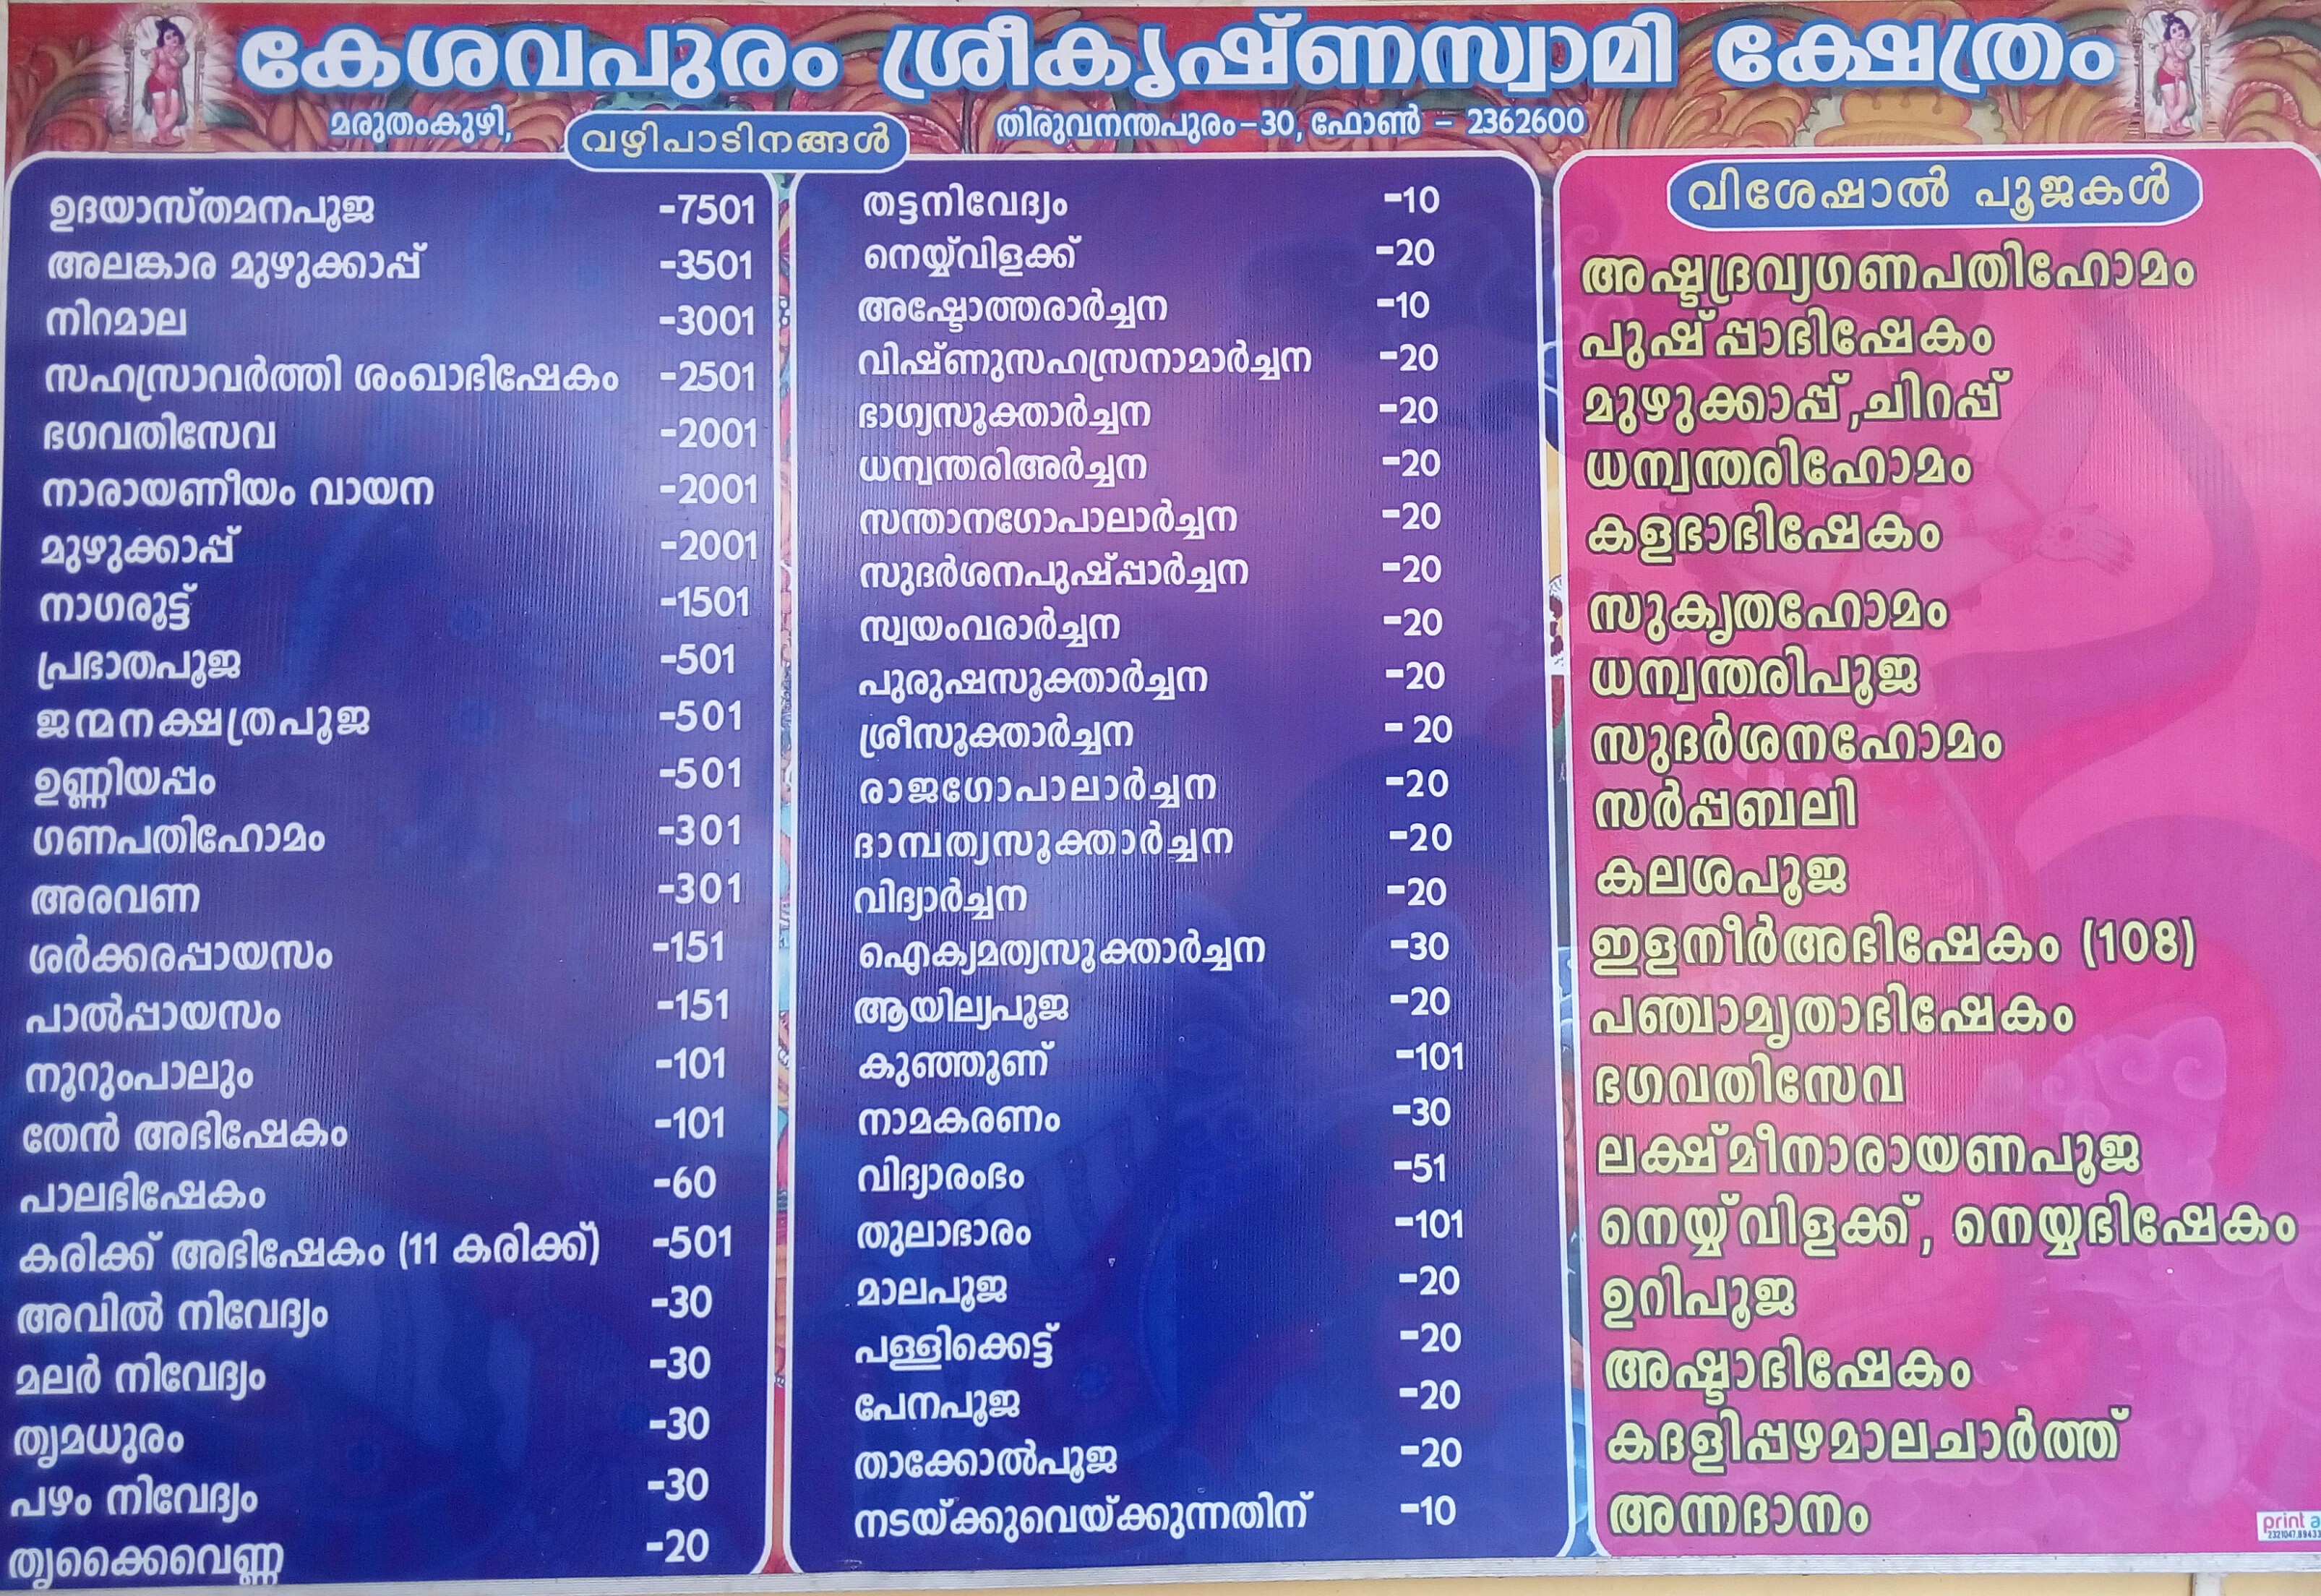 കേശവപുരം ശ്രീകൃഷ്ണസ്വാമി ക്ഷേത്രം
മരുതംകുഴി, തിരുവനന്തപുരം-30, ഫോൺ - 2362600
വഴിപാടിനങ്ങൾ
ഉദയാസ്തമനപൂജ -7501
അലങ്കാര മുഴുക്കാപ്പ് -3501
നിറമാല -3001
സഹസ്രാവർത്തി ശംഖാഭിഷേകം -2501
ഭഗവതിസേവ -2001
നാരായണീയം വായന -2001
മുഴുക്കാപ്പ് -2001
നാഗരൂട്ട് -1501
പ്രഭാതപൂജ -501
ജന്മനക്ഷത്രപൂജ -501
ഉണ്ണിയപ്പം -501
ഗണപതിഹോമം -301
അരവണ -301
ശർക്കരപ്പായസം -151
പാൽപ്പായസം -151
നൂറുംപാലും -101
തേൻ അഭിഷേകം -101
പാലഭിഷേകം -60
കരിക്ക് അഭിഷേകം (11 കരിക്ക്) -501
അവിൽ നിവേദ്യം -30
മലർ നിവേദ്യം -30
തൃമധുരം -30
പഴം നിവേദ്യം -30
തൃക്കൈവെണ്ണ -20
തട്ടനിവേദ്യം -10
നെയ്യ്‌വിളക്ക് -20
അഷ്ടോത്തരാർച്ചന -10
വിഷ്ണുസഹസ്രനാമാർച്ചന -20
ഭാഗ്യസൂക്താർച്ചന -20
ധന്വന്തരിഅർച്ചന -20
സന്താനഗോപാലാർച്ചന -20
സുദർശനപുഷ്പ്പാർച്ചന -20
സ്വയംവരാർച്ചന -20
പുരുഷസൂക്താർച്ചന -20
ശ്രീസൂക്താർച്ചന - 20
രാജഗോപാലാർച്ചന -20
ദാമ്പത്യസൂക്താർച്ചന -20
വിദ്യാർച്ചന -20
ഐക്യമത്യസൂക്താർച്ചന -30
ആയില്യപൂജ -20
കുഞ്ഞൂണ് -101
നാമകരണം -30
വിദ്യാരംഭം -51
തുലാഭാരം -101
മാലപൂജ -20
പള്ളിക്കെട്ട് -20
പേനപൂജ -20
താക്കോൽപൂജ -20
നടയ്ക്കുവെയ്ക്കുന്നതിന് -10
വിശേഷാൽ പൂജകൾ
അഷ്ടദ്രവ്യഗണപതിഹോമം
പുഷ്പ്പാഭിഷേകം
മുഴുക്കാപ്പ്,ചിറപ്പ്
ധന്വന്തരിഹോമം
കളഭാഭിഷേകം
സുകൃതഹോമം
ധന്വന്തരിപൂജ
സുദർശനഹോമം
സർപ്പബലി
കലശപൂജ
ഇളനീർഅഭിഷേകം (108)
പഞ്ചാമൃതാഭിഷേകം
ഭഗവതിസേവ
ലക്ഷ്മീനാരായണപൂജ
നെയ്യ്‌വിളക്ക്, നെയ്യഭിഷേകം
ഉറിപൂജ
അഷ്ടാഭിഷേകം
കദളിപ്പഴമാലചാർത്ത്
അന്നദാനം
print a